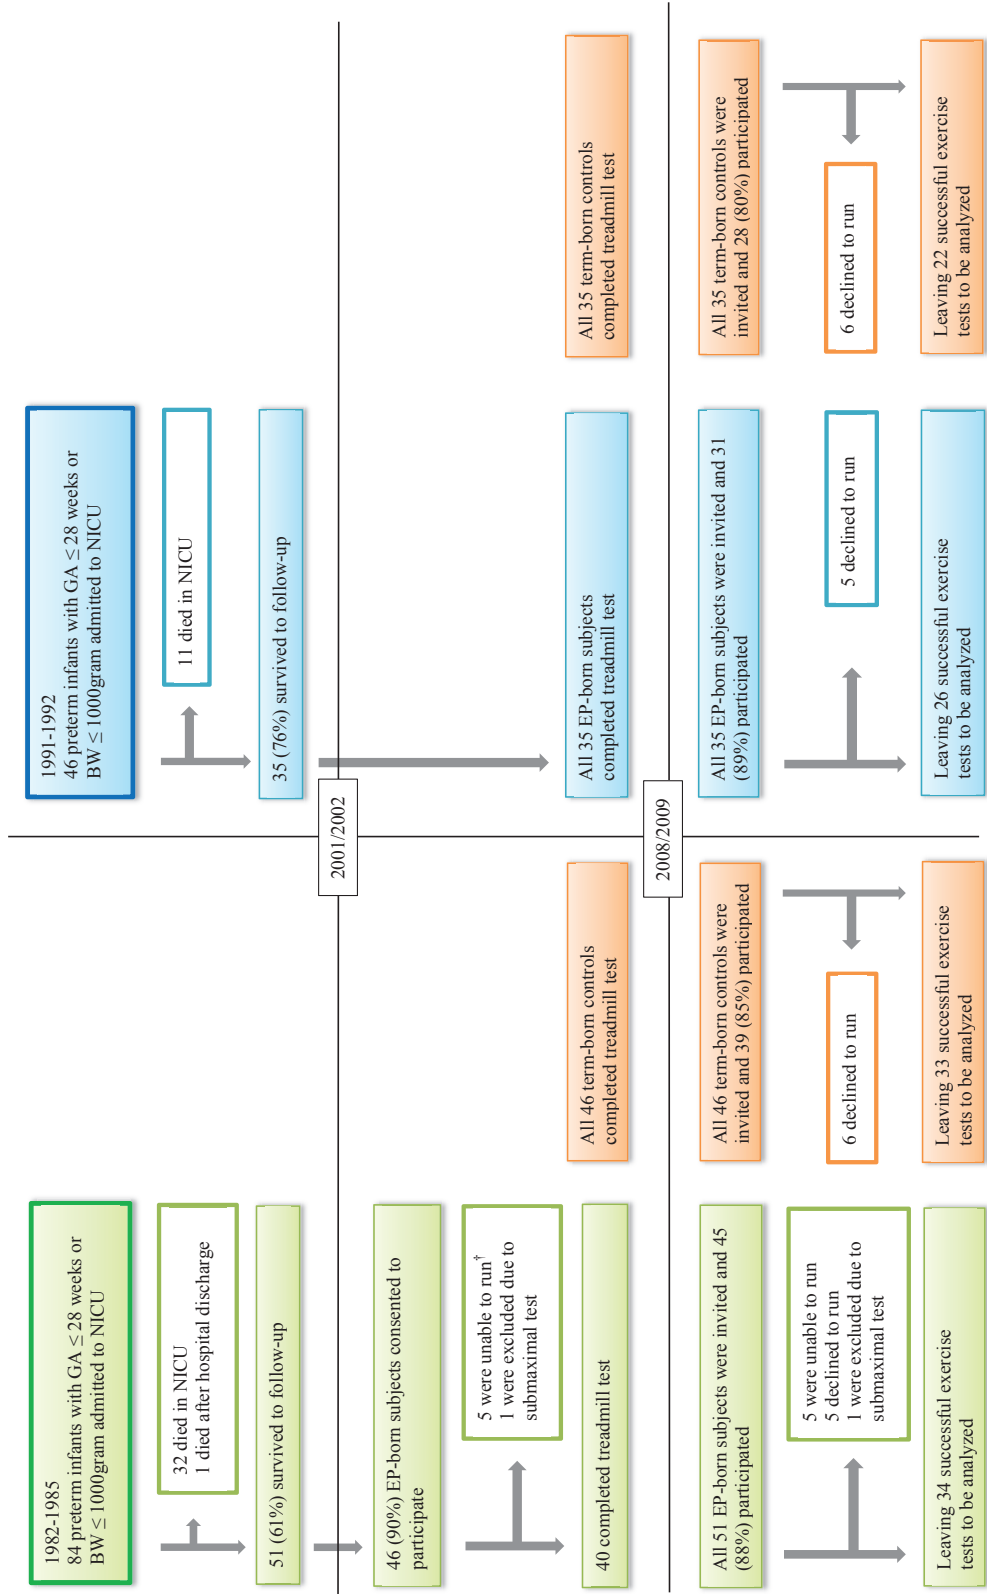 1982-1985
84 preterm infants with GA ≤ 28 weeks or
BW ≤ 1000gram admitted to NICU
32 died in NICU
1 died after hospital discharge
51 (61%) survived to follow-up
46 (90%) EP-born subjects consented to
participate
5 were unable to run†
1 were excluded due to
submaximal test
40 completed treadmill test
All 51 EP-born subjects were invited and 45
(88%) participated
5 were unable to run
5 declined to run
1 were excluded due to
submaximal test
Leaving 34 successful exercise
tests to be analyzed
All 46 term-born controls
completed treadmill test
All 46 term-born controls were
invited and 39 (85%) participated
6 declined to run
Leaving 33 successful exercise
tests to be analyzed
2001/2002
2008/2009
1991-1992
46 preterm infants with GA ≤ 28 weeks or
BW ≤ 1000gram admitted to NICU
11 died in NICU
35 (76%) survived to follow-up
All 35 EP-born subjects
completed treadmill test
All 35 EP-born subjects were invited and 31
(89%) participated
5 declined to run
Leaving 26 successful exercise
tests to be analyzed
All 35 term-born controls
completed treadmill test
All 35 term-born controls were
invited and 28 (80%) participated
6 declined to run
Leaving 22 successful exercise
tests to be analyzed